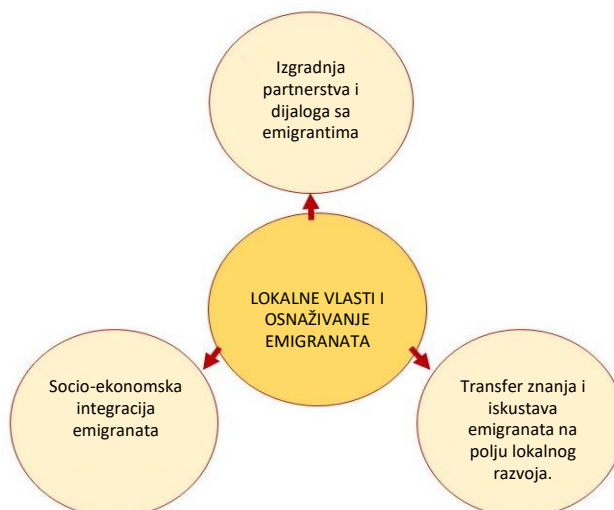 Izgradnja
partnerstva i
dijaloga sa
emigrantima
LOKALNE VLASTI I
OSNAŽIVANJE
EMIGRANATA
Socio-ekonomska
integracija
emigranata
Transfer znanja i
iskustava
emigranata na
polju lokalnog
razvoja.